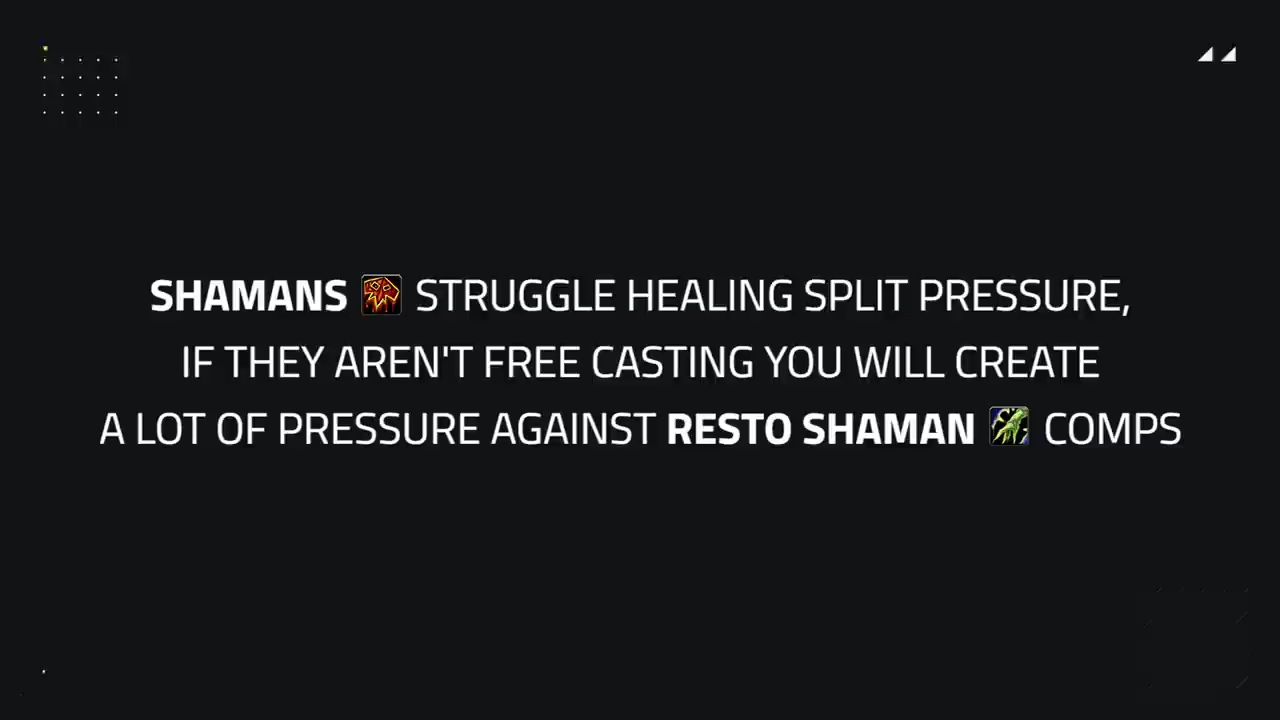 SHAMANS STRUGGLE HEALING SPLIT PRESSURE,
IF THEY AREN'T FREE CASTING YOU WILL CREATE
A LOT OF PRESSURE AGAINST RESTO SHAMAN COMPS